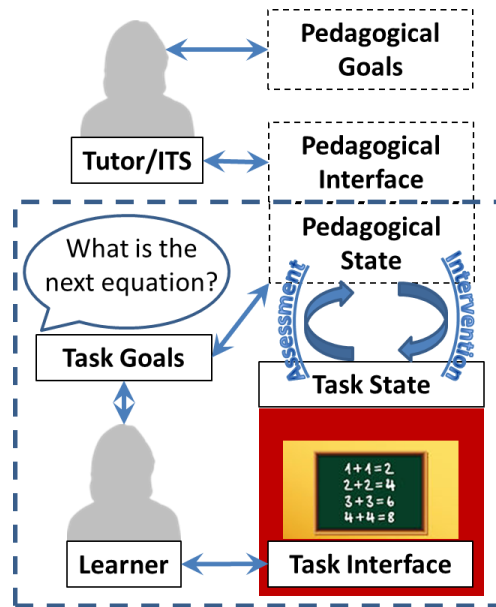 Pedagogical
Goals
Tutor/ITS
Pedagogical
Interface
Pedagogical
State
What is the
next equation?
Assessment
Intervention
Task Goals
Task State
1+1=2
2+2=4
3+3=6
4+4=8
Learner
Task Interface